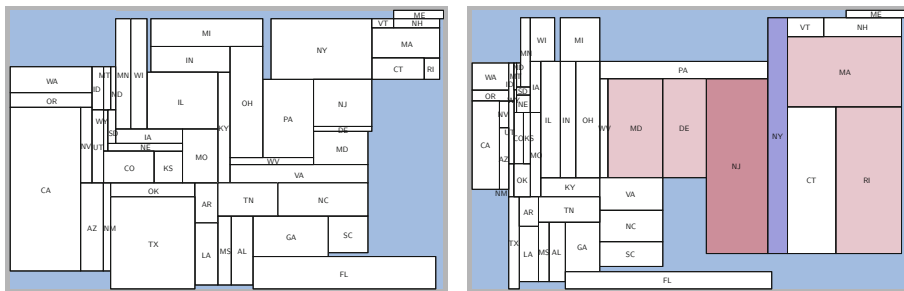 ME
VT NH
MI
NY
MA
IN
CT RI
WA
MT
MN
WI
ID
ND
OR
IL
OH
NJ
PA
WY
KY
DE
SD
IA
MD
NV
UT
NE
MO
WV
CO
KS
VA
CA
OK
TN
NC
AR
AZ
NM
TX
LA
MS
AL
GA
SC
FL
ME
VT
NH
WI
MI
NY
MN
PA
MA
WA
MT
ND
ID
IA
SD
OR
WY
NE
NV
IL
IN
OH
WV
MD
DE
UT
CO
KS
CA
AZ
MO
NJ
CT
RI
OK
KY
NM
VA
AR
TN
NC
TX
LA
MS
AL
GA
SC
FL